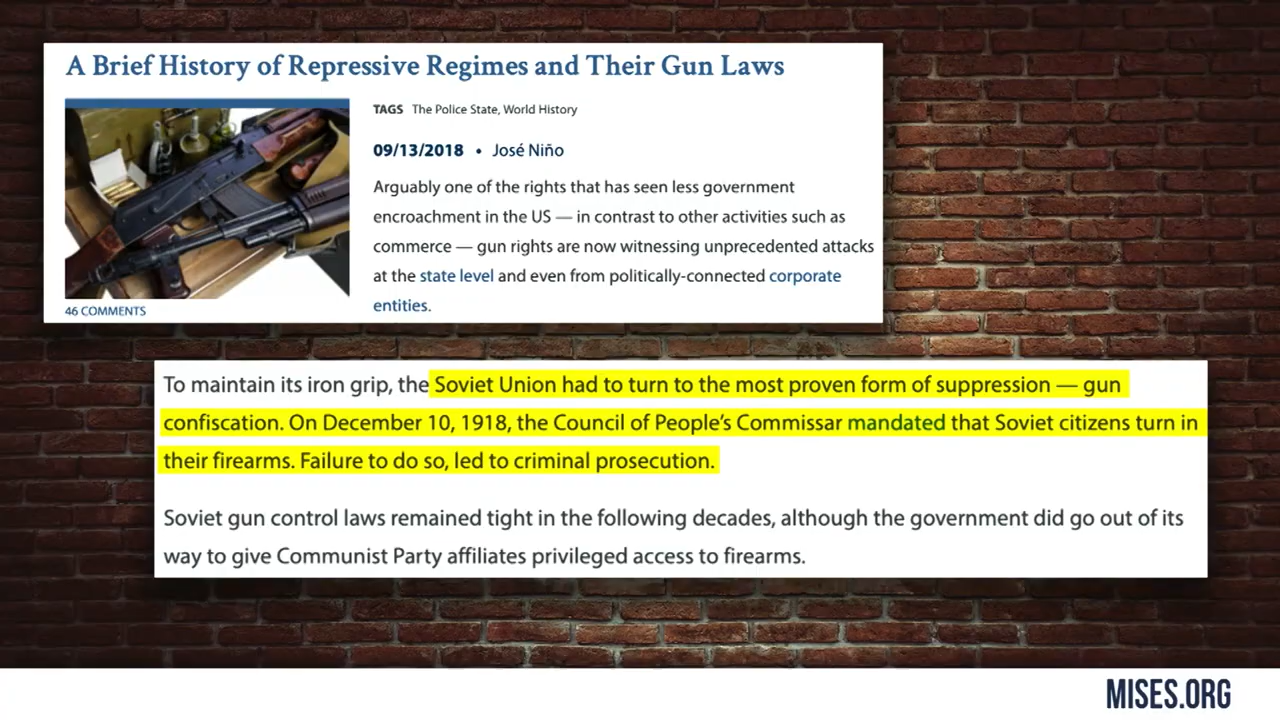 A Brief History of Repressive Regimes and Their Gun Laws
TAGS The Police State, World History
09/13/2018 • José Niño
Arguably one of the rights that has seen less government
encroachment in the US — in contrast to other activities such as
commerce — gun rights are now witnessing unprecedented attacks
at the state level and even from politically-connected corporate
entities.
46 COMMENTS
To maintain its iron grip, the Soviet Union had to turn to the most proven form of suppression — gun
confiscation. On December 10, 1918, the Council of People's Commissar mandated that Soviet citizens turn in
their firearms. Failure to do so, led to criminal prosecution.
Soviet gun control laws remained tight in the following decades, although the government did go out of its
way to give Communist Party affiliates privileged access to firearms.
MISES.ORG